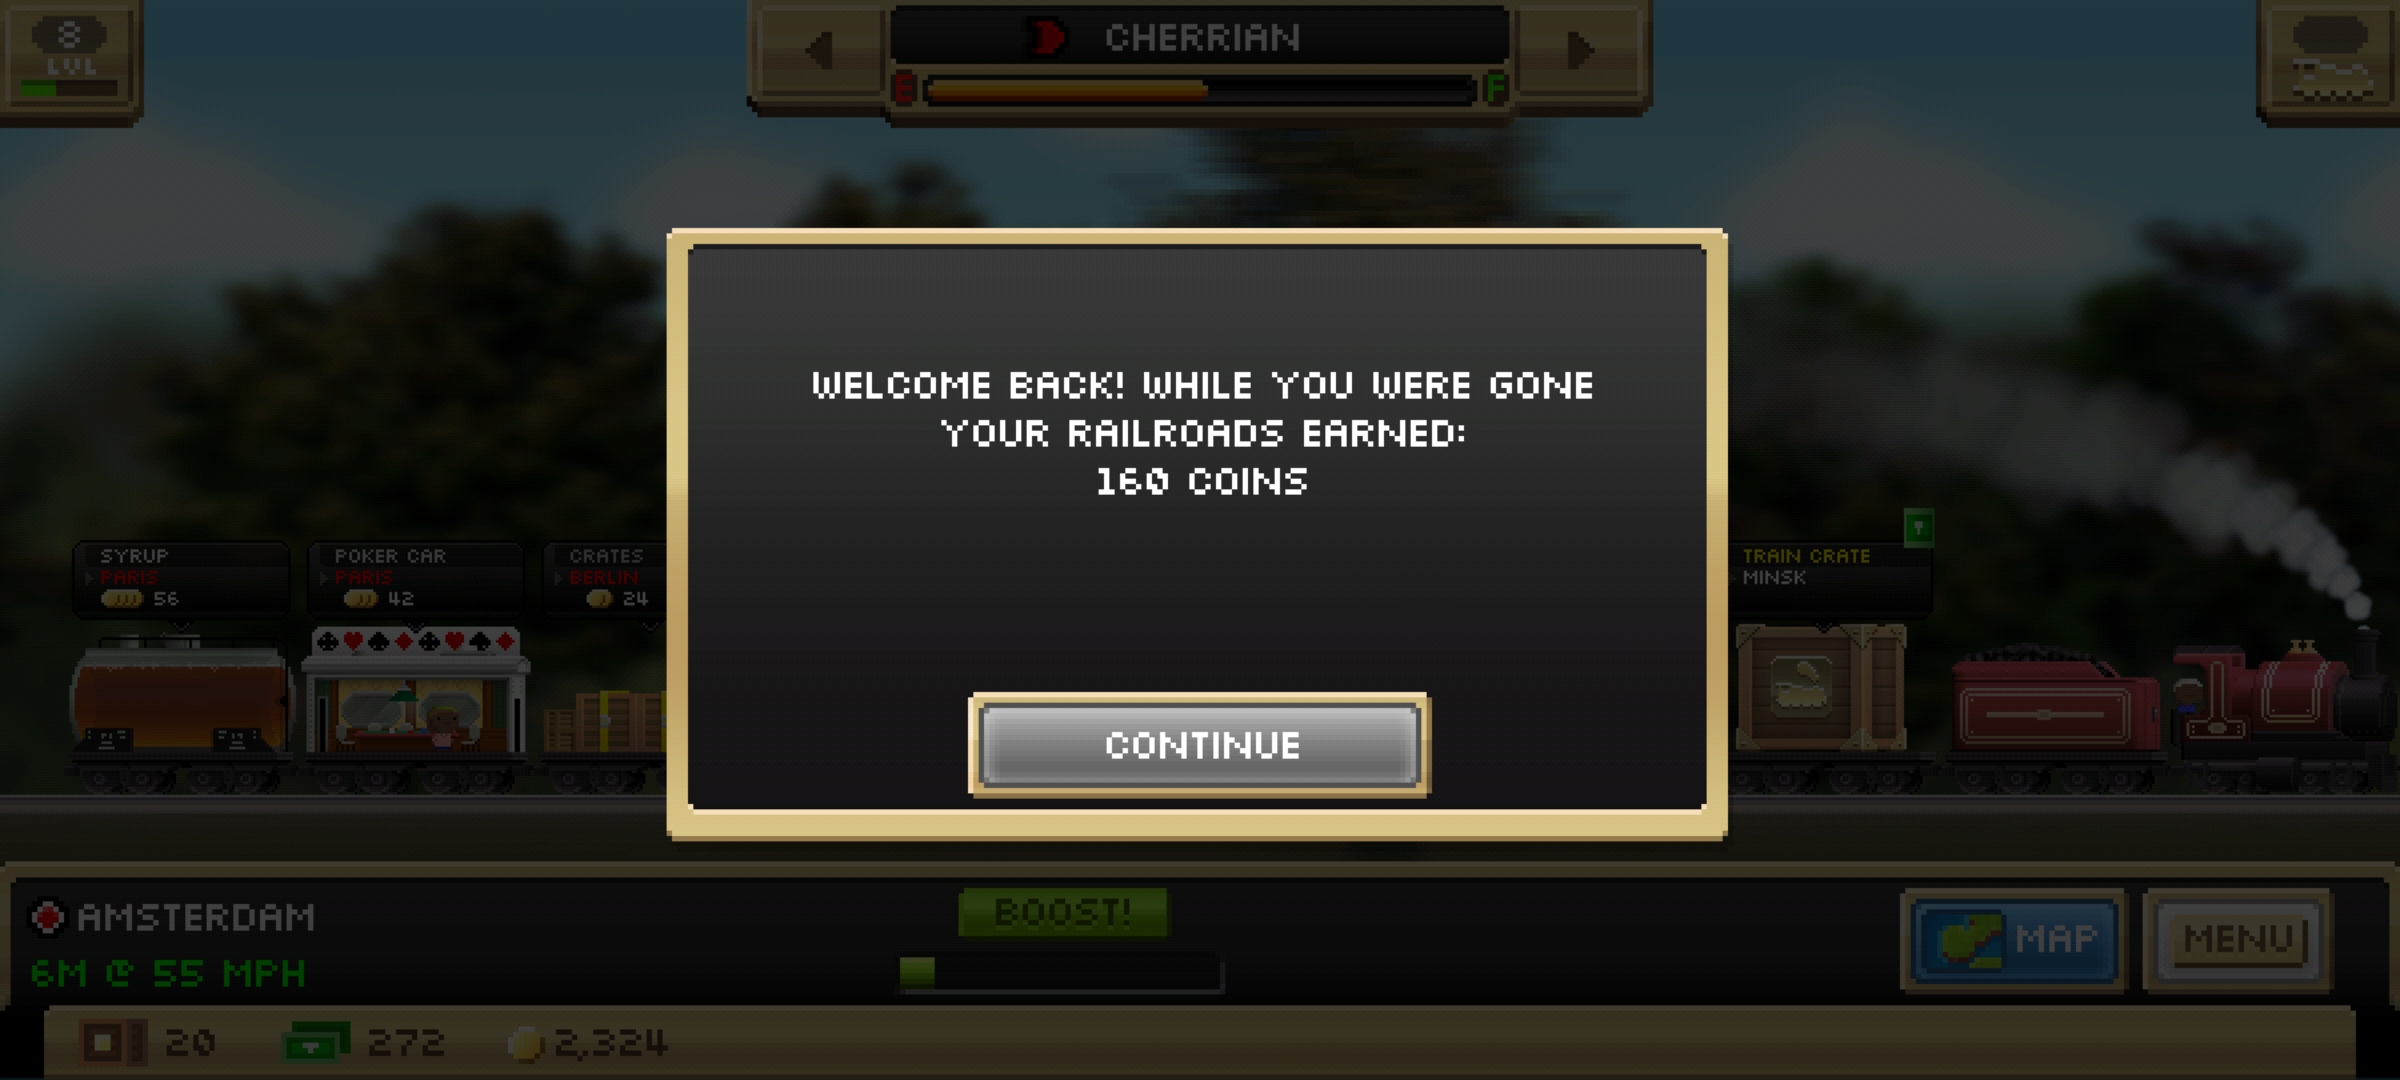 8
LVL
CHERRIAN
E
F
WELCOME BACK! WHILE YOU WERE GONE
YOUR RAILROADS EARNED:
160 COINS
SYRUP
PARIS
56
POKER CAR
PARIS
42
CRATES
BERLIN
24
TRAIN CRATE
MINSK
CONTINUE
AMSTERDAM
6M @ 55 MPH
BOOST!
MAP
MENU
20
272
2,324